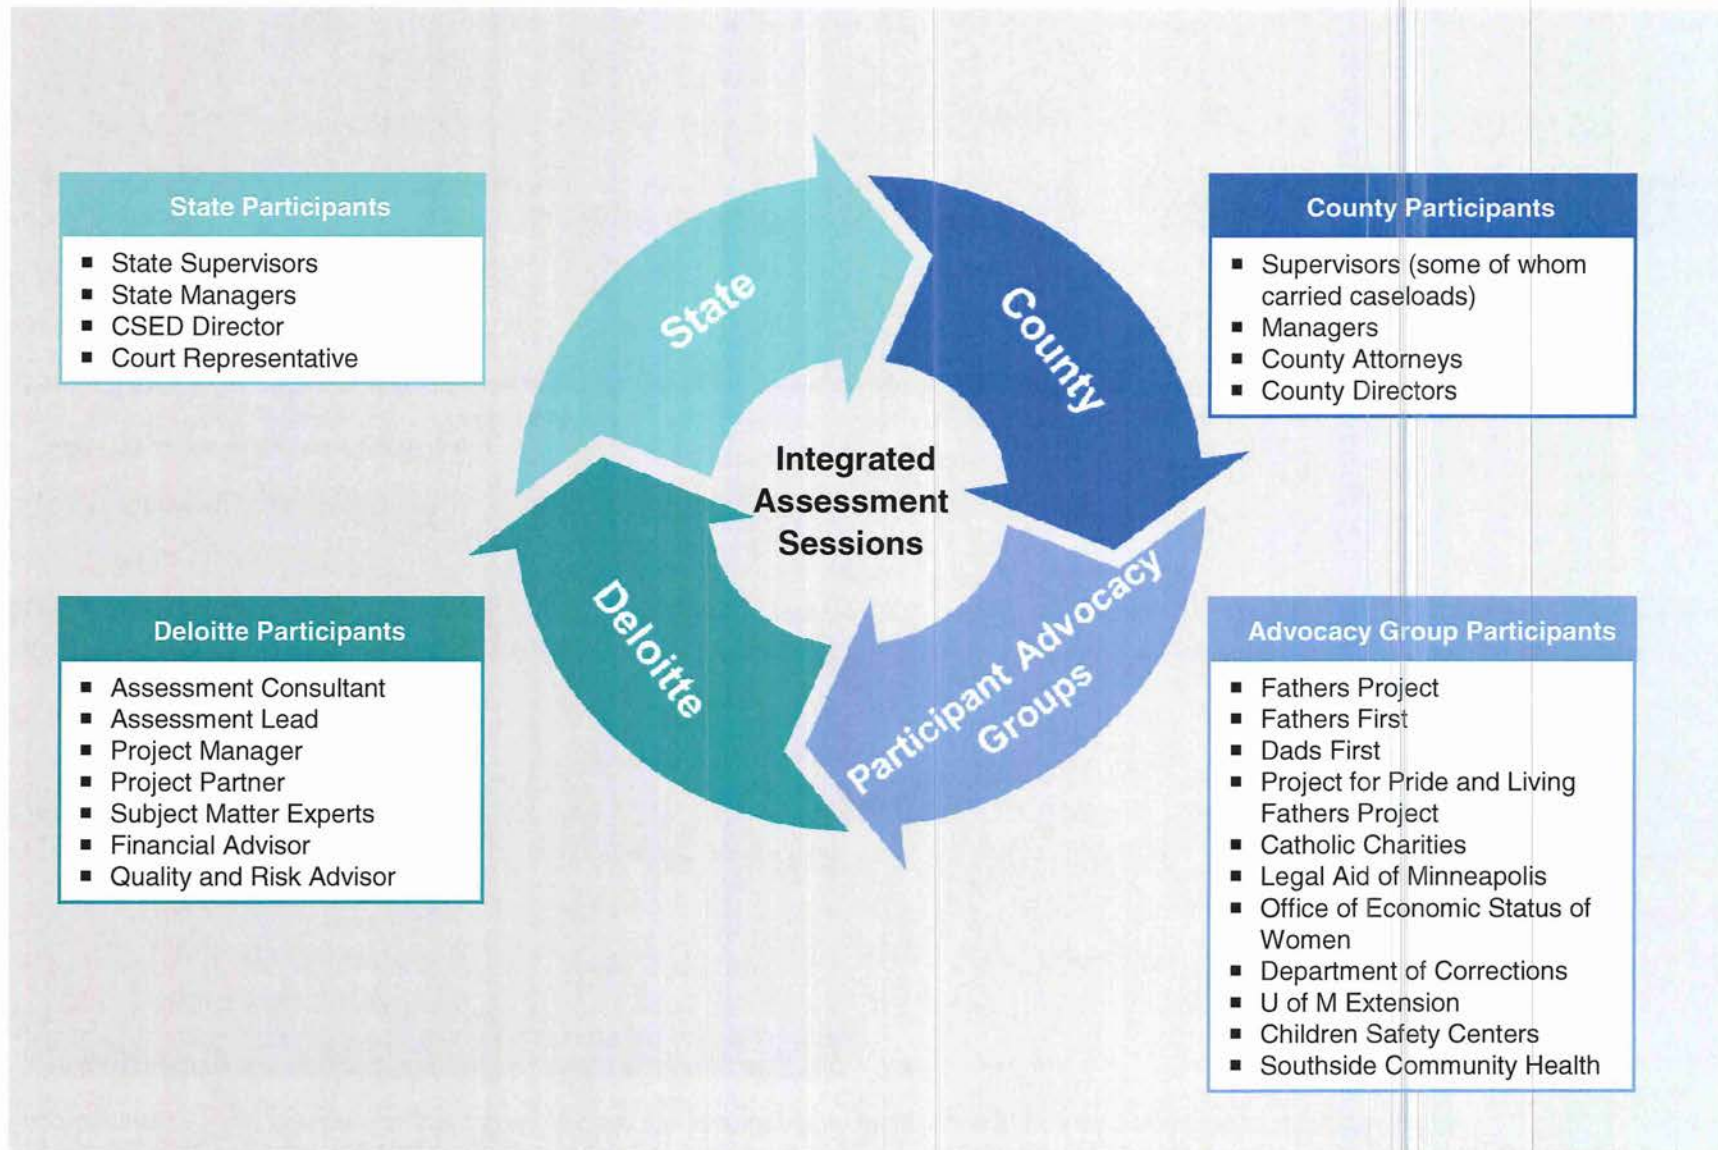 State Participants
▪ State Supervisors
▪ State Managers
▪ CSED Director
▪ Court Representative
County Participants
▪ Supervisors (some of whom
carried caseloads)
▪ Managers
▪ County Attorneys
▪ County Directors
State
County
Integrated
Assessment
Sessions
Deloitte
Participant Advocacy
Groups
Deloitte Participants
▪ Assessment Consultant
▪ Assessment Lead
▪ Project Manager
▪ Project Partner
▪ Subject Matter Experts
▪ Financial Advisor
▪ Quality and Risk Advisor
Advocacy Group Participants
▪ Fathers Project
▪ Fathers First
▪ Dads First
▪ Project for Pride and Living
Fathers Project
▪ Catholic Charities
▪ Legal Aid of Minneapolis
▪ Office of Economic Status of
Women
▪ Department of Corrections
▪ U of M Extension
▪ Children Safety Centers
▪ Southside Community Health